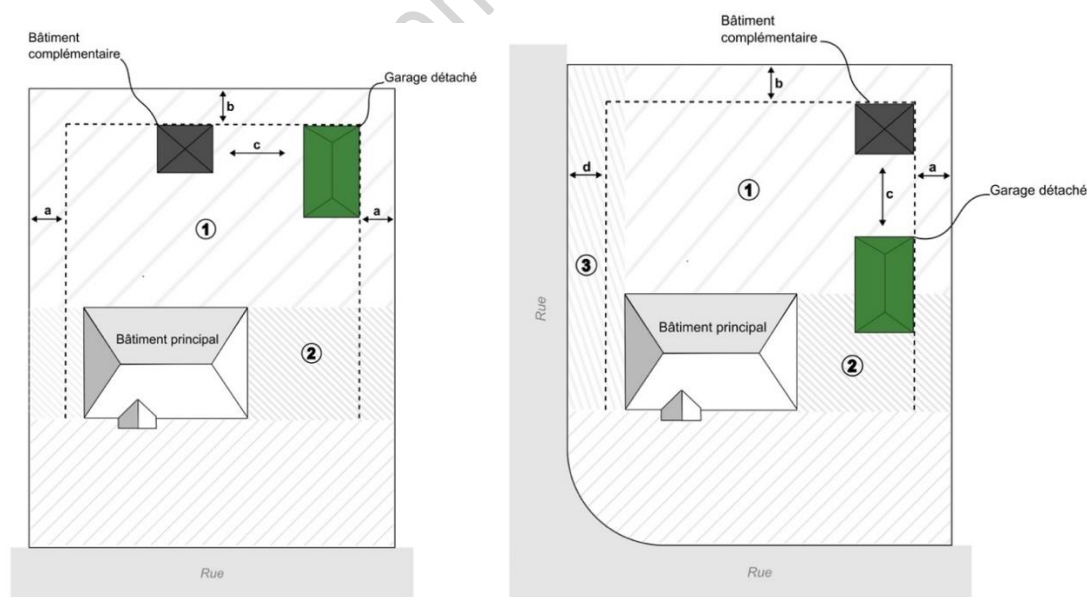 Bâtiment
complémentaire
Garage détaché
b
c
a
a
1
Bâtiment principal
2
Rue
Bâtiment
complémentaire
b
d
1
a
c
Garage détaché
3
Rue
Bâtiment principal
2
Rue